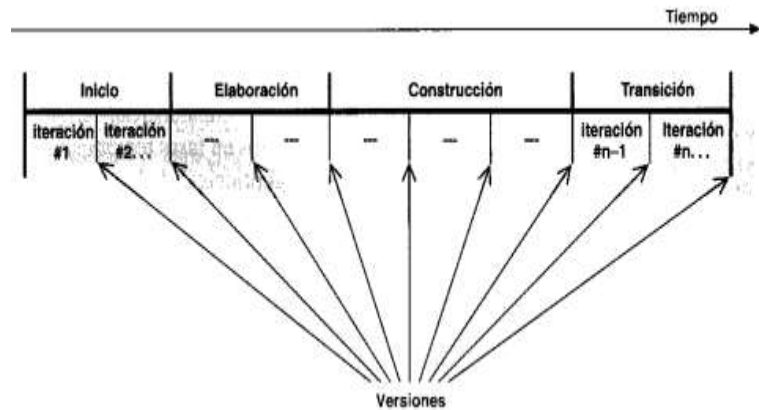 Tiempo
Inicio Elaboración Construcción Transición
iteración iteración --- --- --- --- --- iteración Iteración
#1 #2... #n–1 #n...
Versiones